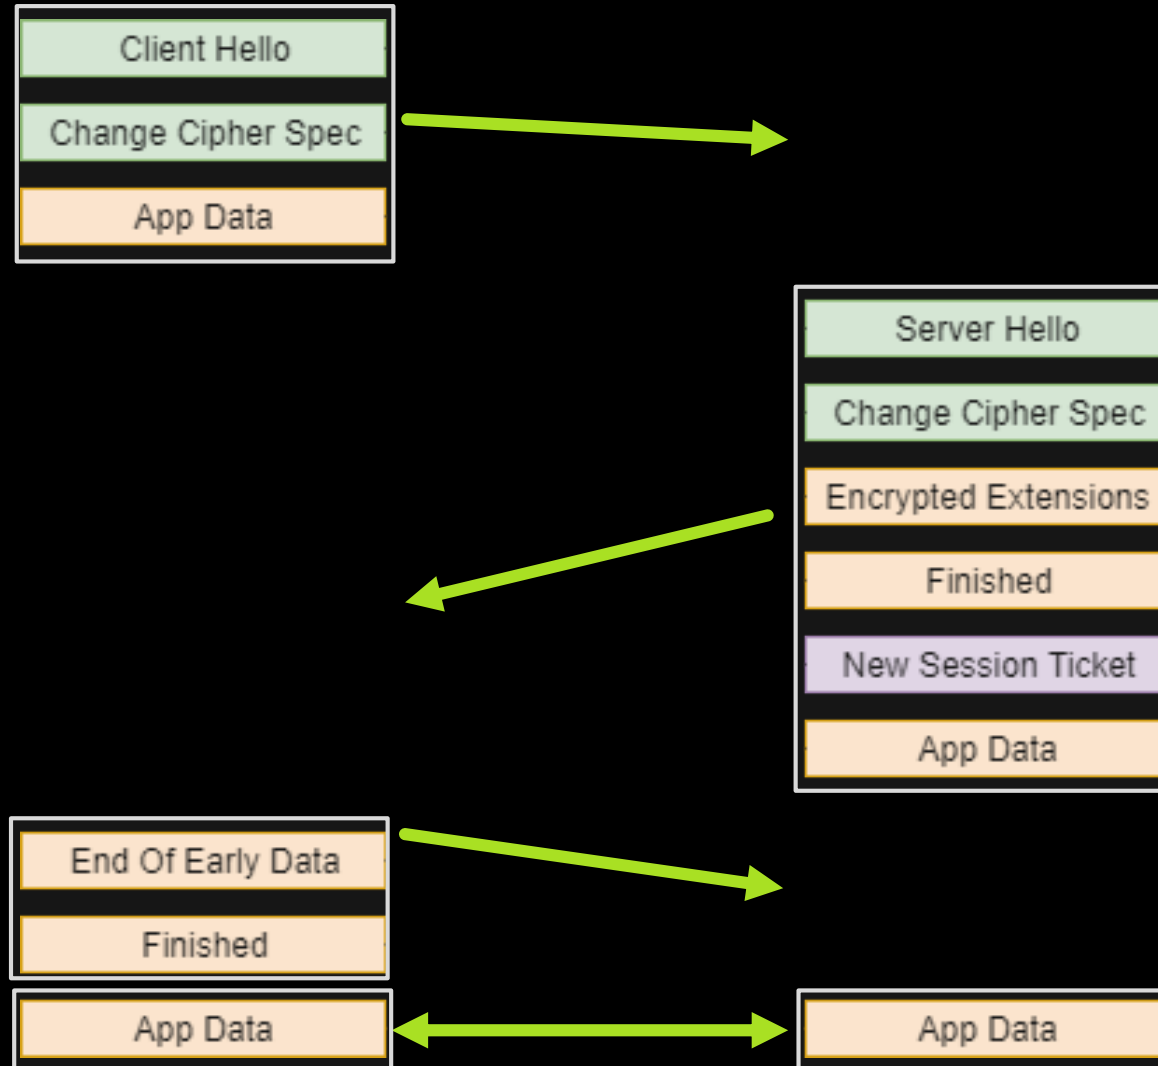 Client Hello
Change Cipher Spec
App Data
Server Hello
Change Cipher Spec
Encrypted Extensions
Finished
New Session Ticket
App Data
End Of Early Data
Finished
App Data
App Data